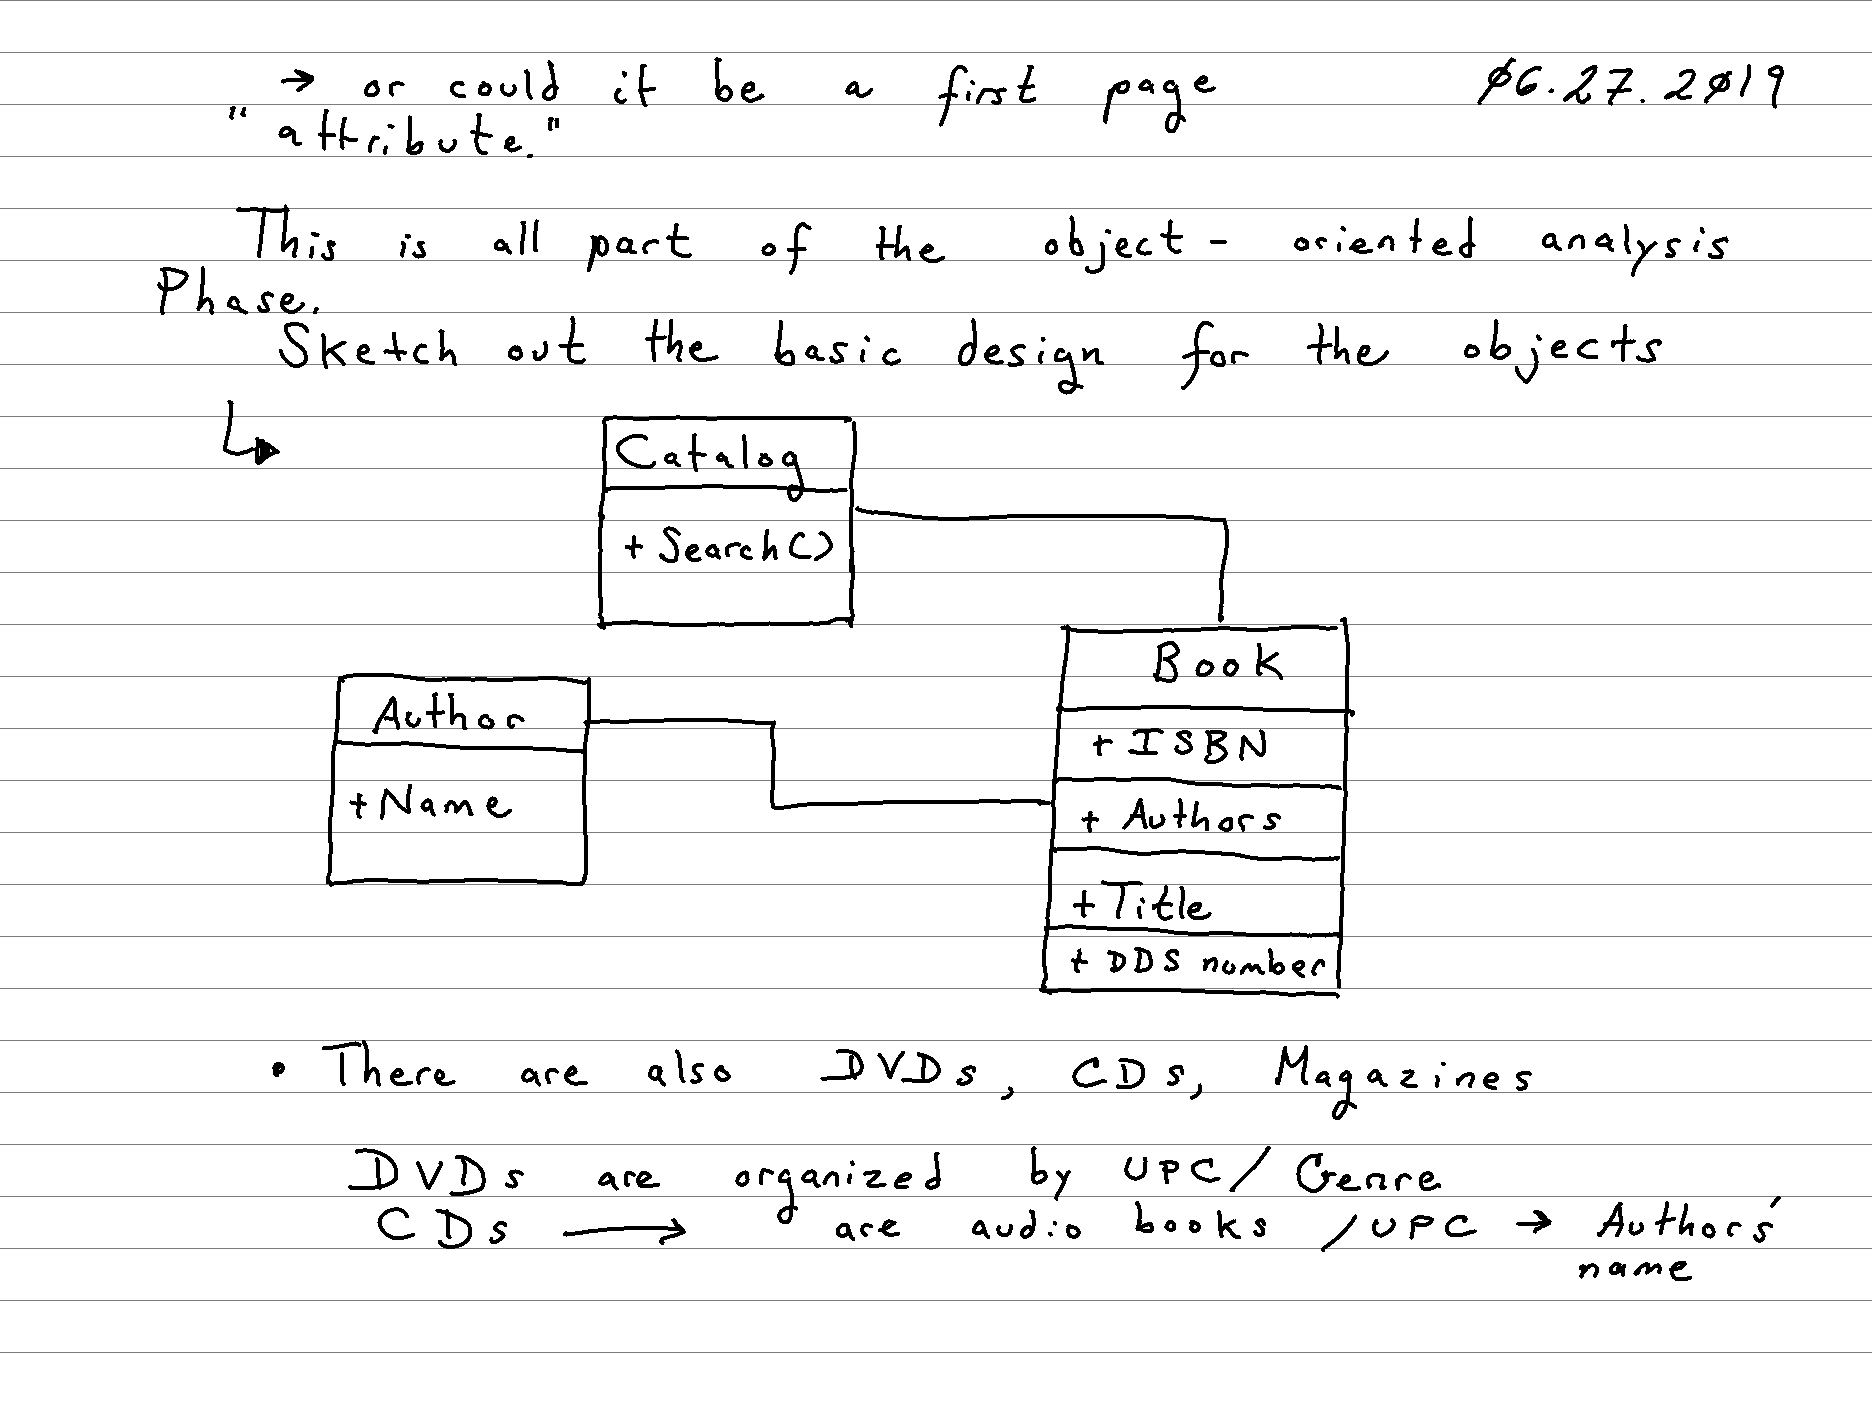 → or could it be a first page 06.27.2019
"attribute."
This is all part of the object-oriented analysis
Phase.
Sketch out the basic design for the objects
Catalog
+ Search()
Book
+ ISBN
+ Authors
+ Title
+ DDS number
Author
+ Name
• There are also DVDs, CDs, Magazines
DVDs are organized by UPC/Genre
CDs → are audio books /UPC → Authors'
name